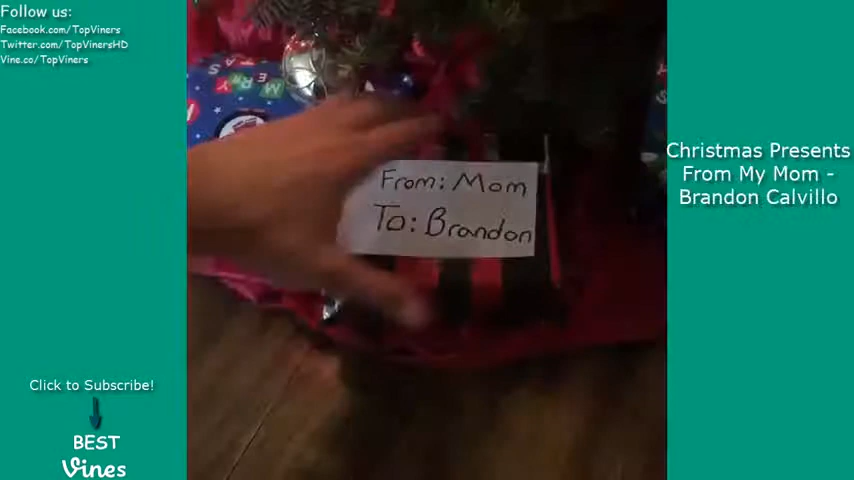 Follow us:
Facebook.com/TopViners
Twitter.com/TopVinersHD
Vine.co/TopViners
MERRY
From: Mom
To: Brandon
Christmas Presents
From My Mom -
Brandon Calvillo
Click to Subscribe!
BEST
Vines